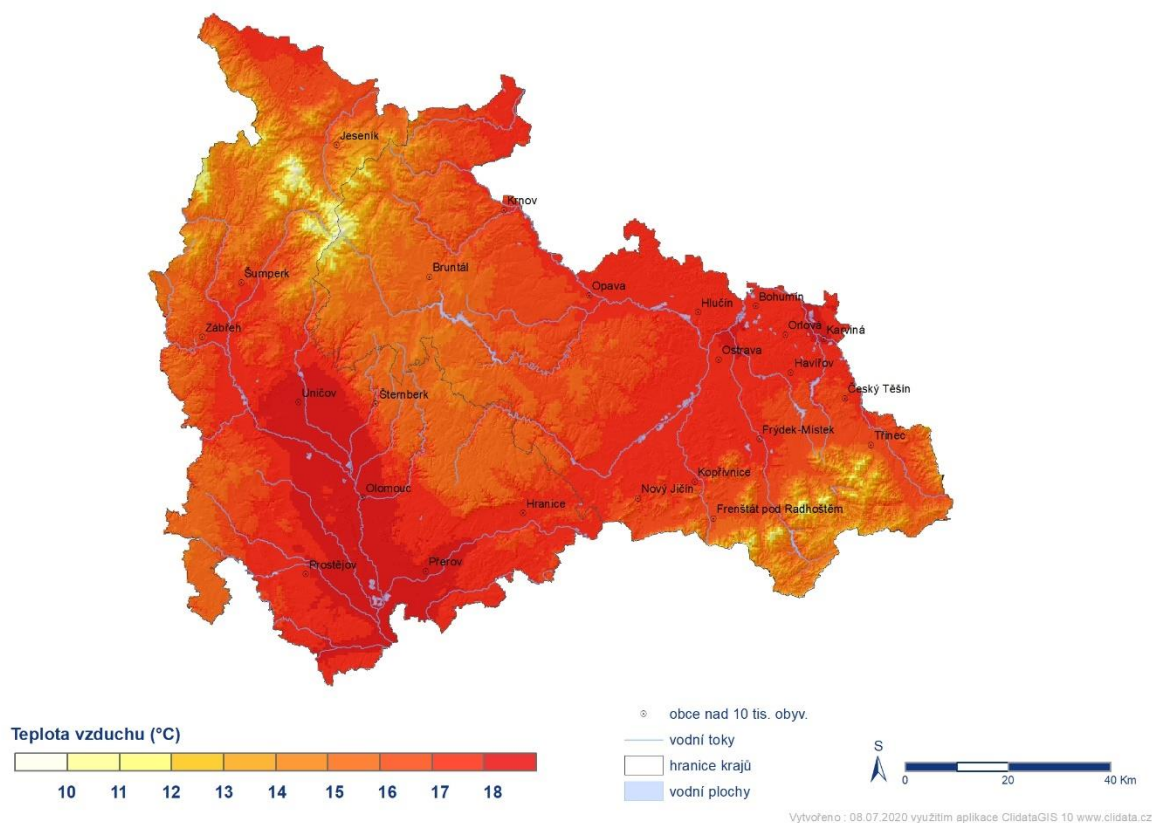 Jeseník
Krnov
Bruntál
Šumperk
Opava
Bohumín
Hlučín
Zábřeh
Orlová
Karviná
Ostrava
Havířov
Český Těšín
Uničov
Šternberk
Frýdek-Místek
Třinec
Kopřivnice
Olomouc
Nový Jičín
Hranice
Frenštát pod Radhoštěm
Přerov
Prostějov
Teplota vzduchu (°C)
10 11 12 13 14 15 16 17 18
obce nad 10 tis. obyv.
vodní toky
hranice krajů
vodní plochy
S
0 20 40 Km
Vytvořeno : 08.07.2020 využitím aplikace ClidataGIS 10 www.clidata.cz